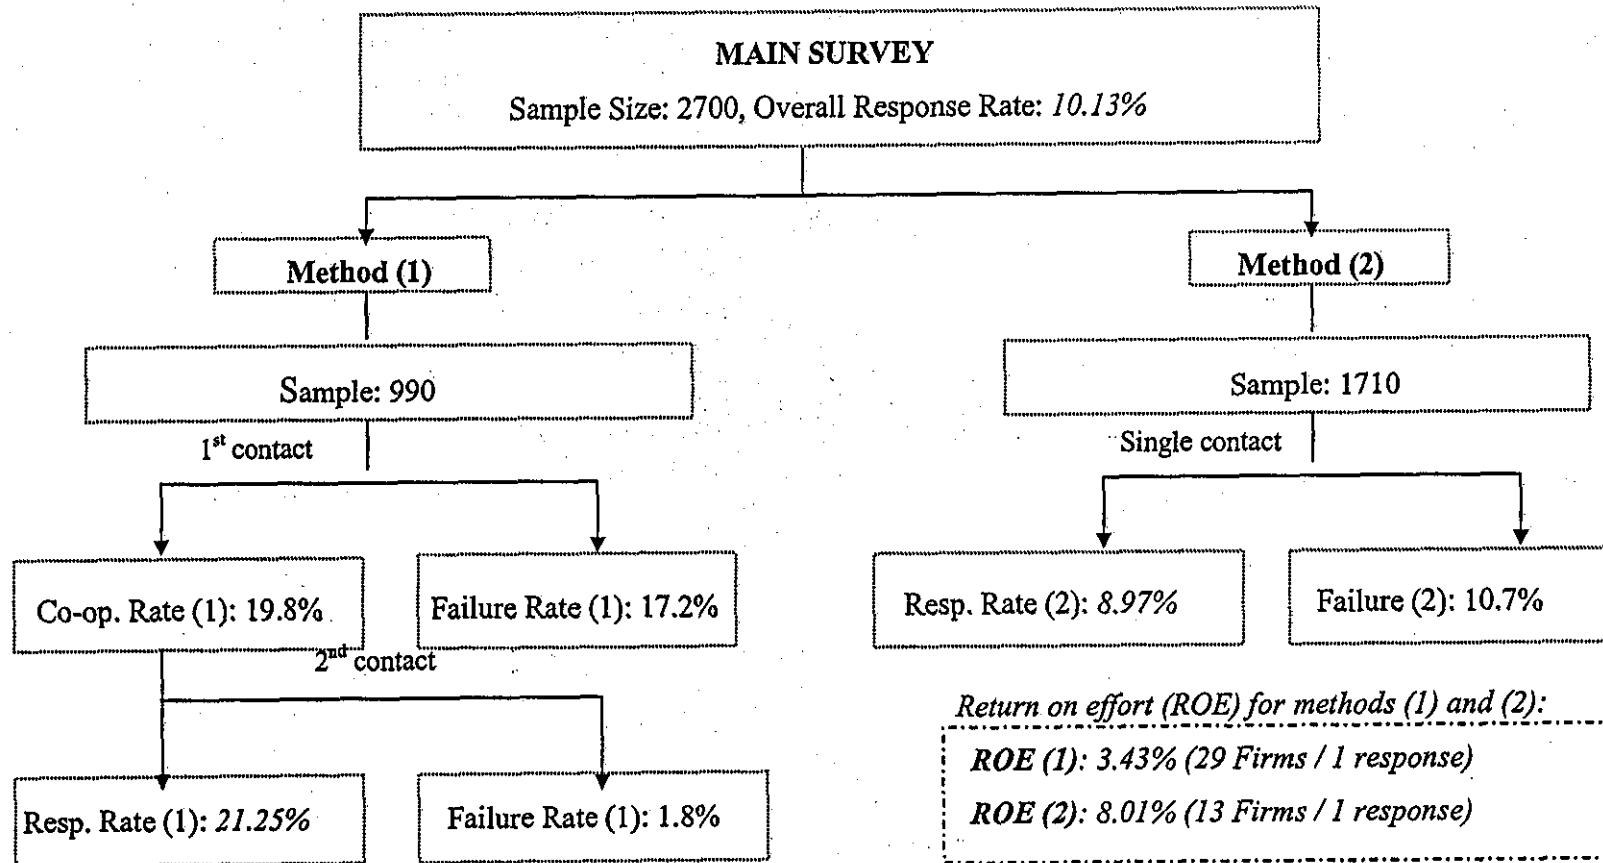 MAIN SURVEY
Sample Size: 2700, Overall Response Rate: 10.13%
Method (1)
Method (2)
Sample: 990
Sample: 1710
1st contact
Single contact
Co-op. Rate (1): 19.8%
Failure Rate (1): 17.2%
Resp. Rate (2): 8.97%
Failure (2): 10.7%
2nd contact
Resp. Rate (1): 21.25%
Failure Rate (1): 1.8%
Return on effort (ROE) for methods (1) and (2):
ROE (1): 3.43% (29 Firms / 1 response)
ROE (2): 8.01% (13 Firms / 1 response)